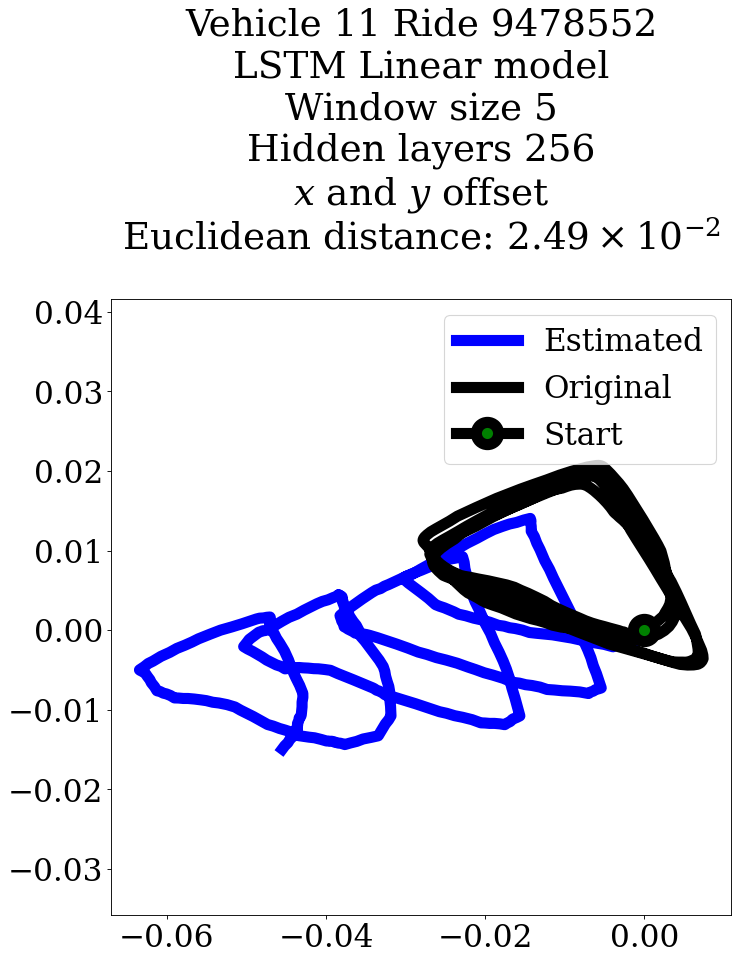 Vehicle 11 Ride 9478552
LSTM Linear model
Window size 5
Hidden layers 256
x and y offset
Euclidean distance: 2.49 × 10⁻²
0.04
0.03
0.02
0.01
0.00
−0.01
−0.02
−0.03
Estimated
Original
Start
−0.06 −0.04 −0.02 0.00